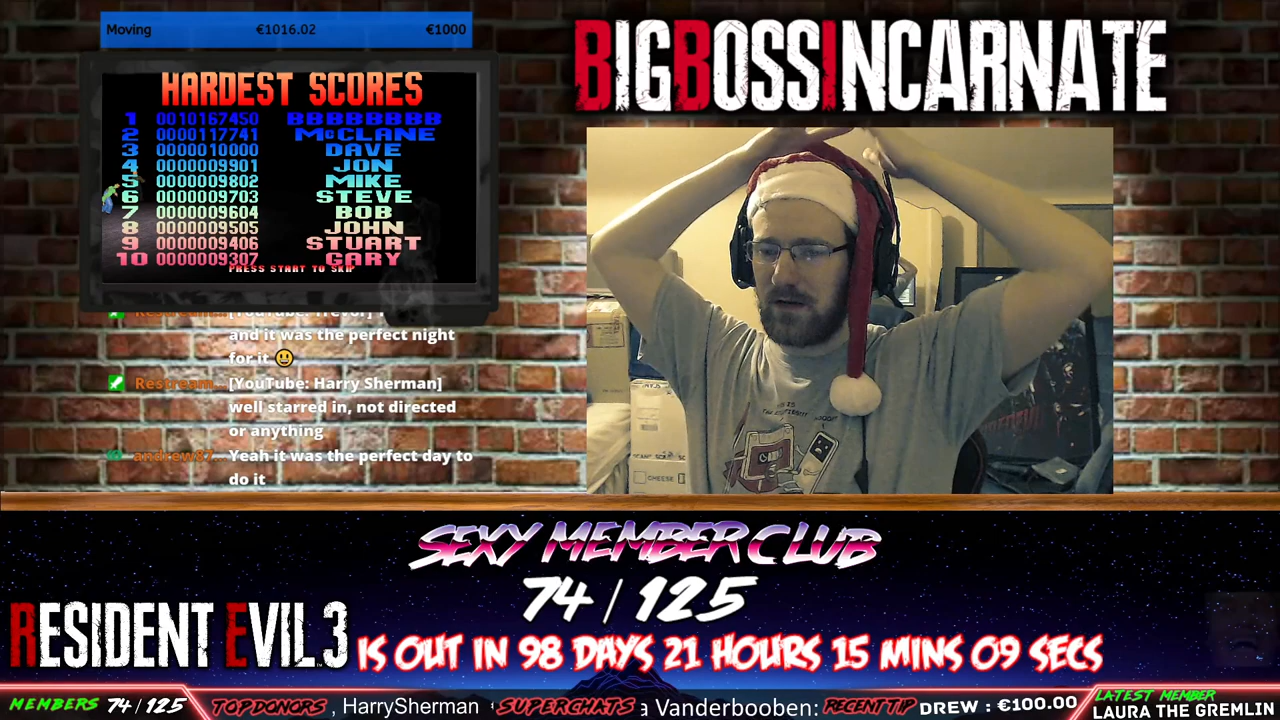 Moving €1016.02 €1000
BIGBOSSINCARNATE
HARDEST SCORES
1 0010167450 BBBBBBBB
2 0000117741 McCLANE
3 0000010000 DAVE
4 0000009901 JON
5 0000009802 MIKE
6 0000009703 STEVE
7 0000009604 BOB
8 0000009505 JOHN
9 0000009406 STUART
10 0000009307 GARY
PRESS START TO SKIP
Restream... [YouTube: Trevor] I
and it was the perfect night
for it
Restream... [YouTube: Harry Sherman]
well starred in, not directed
or anything
andrew87... Yeah it was the perfect day to
do it
CHEESE
SEXY MEMBER CLUB
74 / 125
RESIDENT EVIL 3 IS OUT IN 98 DAYS 21 HOURS 15 MINS 09 SECS
MEMBERS 74 / 125 TOPDONORS , HarrySherman SUPERCHATS a Vanderbooben: RECENT TIP DREW : €100.00 LATEST MEMBER
LAURA THE GREMLIN